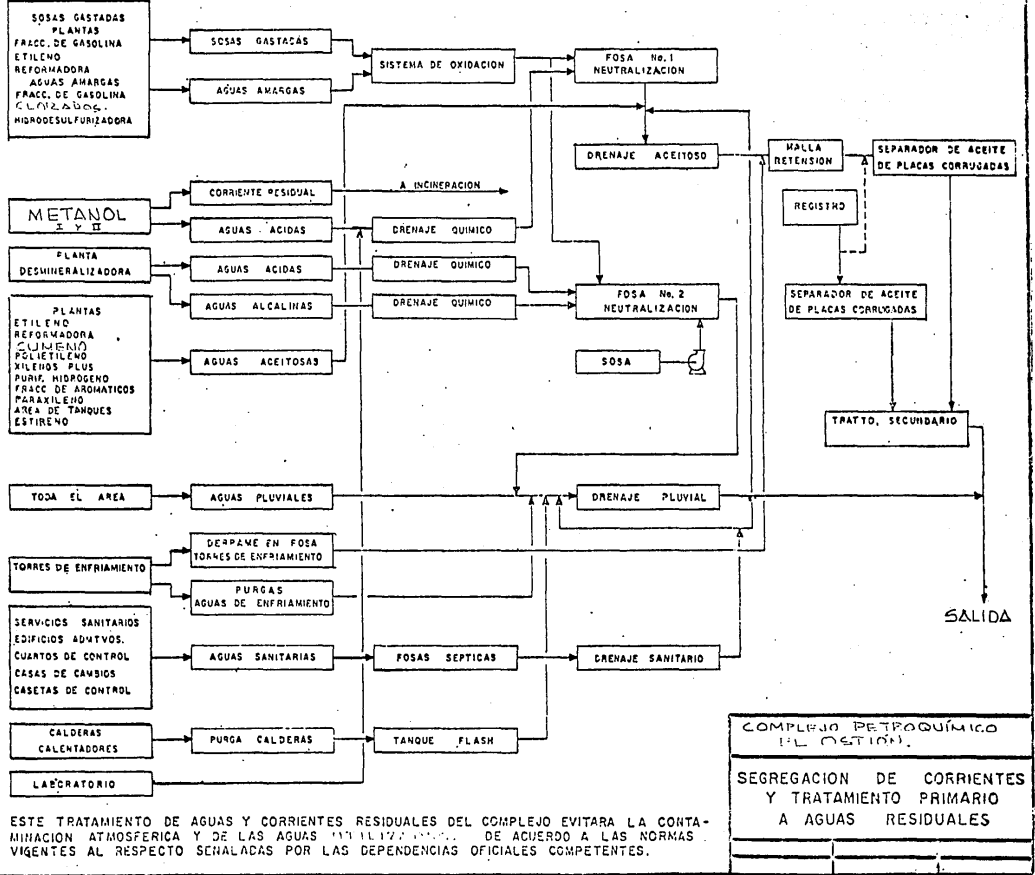 SOSAS GASTADAS
PLANTAS
FRACC. DE GASOLINA
ETILENO
REFORMADORA
AGUAS AMARGAS
FRACC. DE GASOLINA
HIDRODESULFURIZADORA
SOSAS GASTADAS
AGUAS AMARGAS
SISTEMA DE OXIDACION
FOSA No. 1
NEUTRALIZACION
DRENAJE ACEITOSO
MALLA
RETENSION
SEPARADOR DE ACEITE
DE PLACAS CORRUGADAS
REGISTRO
SEPARADOR DE ACEITE
DE PLACAS CORRUGADAS
METANOL
I Y II
CORRIENTE RESIDUAL
A INCINERACION
AGUAS ACIDAS
DRENAJE QUIMICO
PLANTA
DESMINERALIZADORA
AGUAS ACIDAS
DRENAJE QUIMICO
AGUAS ALCALINAS
DRENAJE QUIMICO
FOSA No. 2
NEUTRALIZACION
SOSA
PLANTAS
ETILENO
REFORMADORA
CUMENO
POLIETILENO
XILENOS PLUS
PURIF. HIDROGENO
FRACC DE AROMATICOS
PARAXILENO
AREA DE TANQUES
ESTIRENO
AGUAS ACEITOSAS
TRATTO. SECUNDARIO
TODA EL AREA
AGUAS PLUVIALES
DRENAJE PLUVIAL
TORRES DE ENFRIAMIENTO
DERRAME EN FOSA
TORRES DE ENFRIAMIENTO
PURGAS
AGUAS DE ENFRIAMIENTO
SALIDA
SERVICIOS SANITARIOS
EDIFICIOS ADMTVOS.
CUARTOS DE CONTROL
CASAS DE CAMBIOS
CASETAS DE CONTROL
AGUAS SANITARIAS
FOSAS SEPTICAS
DRENAJE SANITARIO
CALDERAS
CALENTADORES
PURGA CALDERAS
TANQUE FLASH
LABORATORIO
COMPLEJO PETROQUÍMICO
EL OSTIÓN.
SEGREGACION DE CORRIENTES
Y TRATAMIENTO PRIMARIO
A AGUAS RESIDUALES
ESTE TRATAMIENTO DE AGUAS Y CORRIENTES RESIDUALES DEL COMPLEJO EVITARA LA CONTA-
MINACION ATMOSFERICA Y DE LAS AGUAS DE ACUERDO A LAS NORMAS
VIGENTES AL RESPECTO SEÑALADAS POR LAS DEPENDENCIAS OFICIALES COMPETENTES.